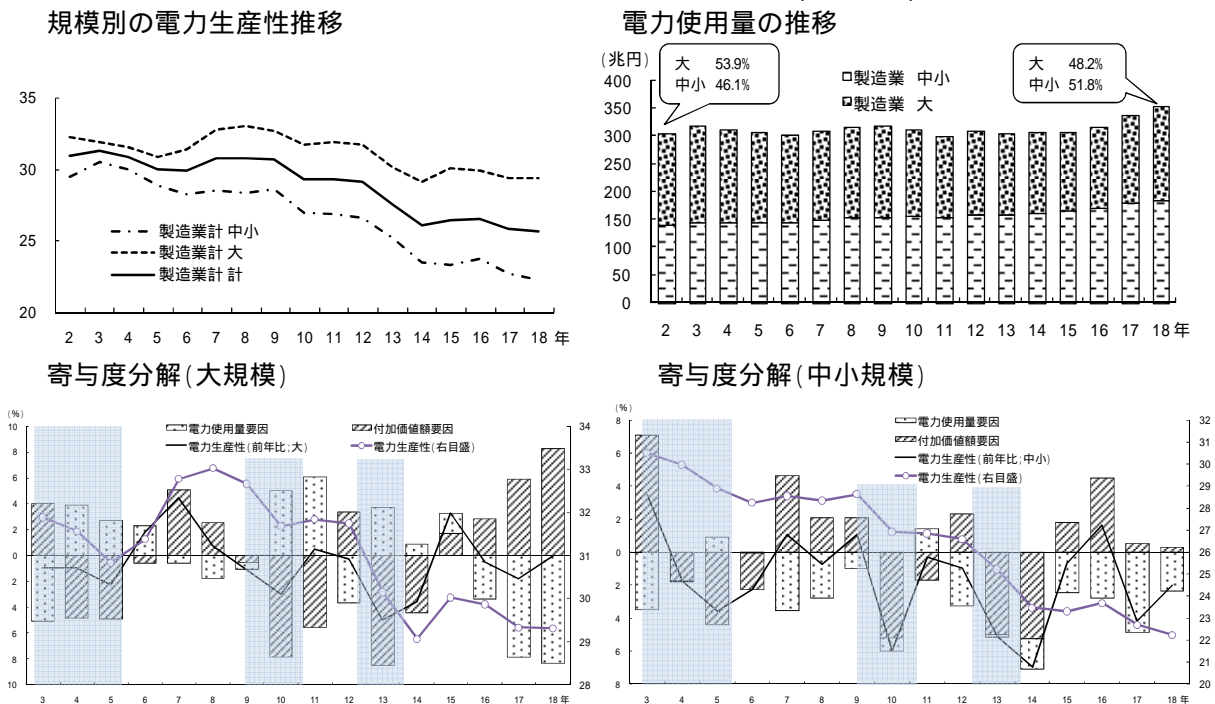 規模別の電力生産性推移
35
30
25
20
製造業計 中小
製造業計 大
製造業計 計
2 3 4 5 6 7 8 9 10 11 12 13 14 15 16 17 18 年
電力使用量の推移
(兆円)
400
350
300
250
200
150
100
50
0
大 53.9%
中小 46.1%
製造業 中小
製造業 大
大 48.2%
中小 51.8%
2 3 4 5 6 7 8 9 10 11 12 13 14 15 16 17 18 年
寄与度分解(大規模)
(%)
電力使用量要因 付加価値額要因
電力生産性(前年比;大) 電力生産性(右目盛)
10
8
6
4
2
0
2
4
6
8
10
34
33
32
31
30
29
28
3 4 5 6 7 8 9 10 11 12 13 14 15 16 17 18 年
寄与度分解(中小規模)
(%)
電力使用量要因
付加価値額要因
電力生産性(前年比;中小)
電力生産性(右目盛)
8
6
4
2
0
2
4
6
8
32
31
30
29
28
27
26
25
24
23
22
21
20
3 4 5 6 7 8 9 10 11 12 13 14 15 16 17 18 年